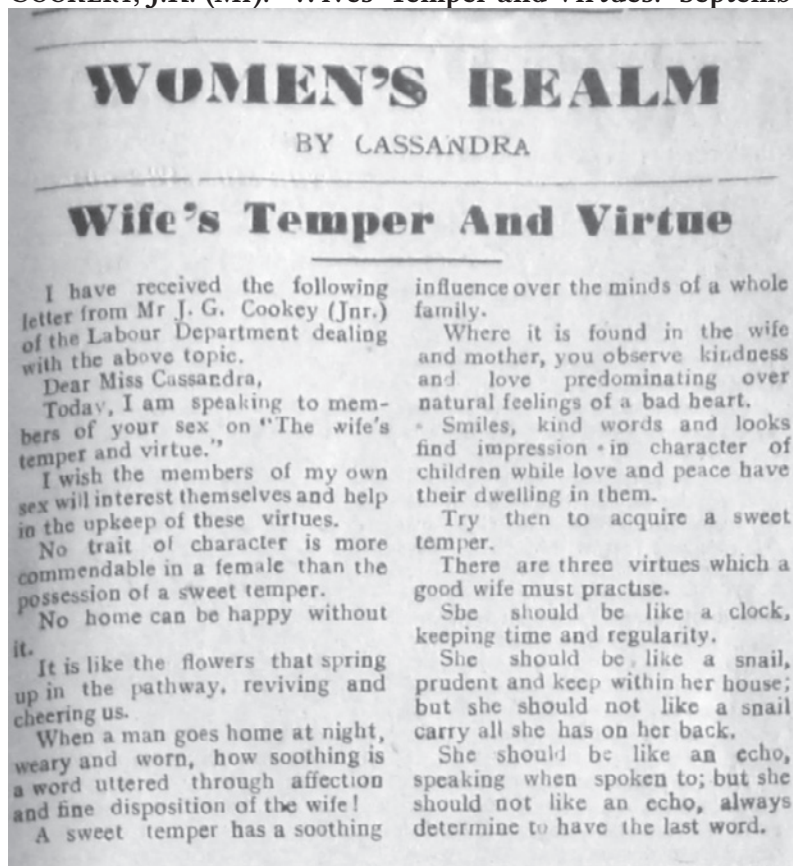 WOMEN'S REALM
BY CASSANDRA
Wife's Temper And Virtue
I have received the following
letter from Mr J. G. Cookey (Jnr.)
of the Labour Department dealing
with the above topic.
Dear Miss Cassandra,
Today, I am speaking to mem-
bers of your sex on "The wife's
temper and virtue."
I wish the members of my own
sex will interest themselves and help
in the upkeep of these virtues.
No trait of character is more
commendable in a female than the
possession of a sweet temper.
No home can be happy without
it.
It is like the flowers that spring
up in the pathway, reviving and
cheering us.
When a man goes home at night,
weary and worn, how soothing is
a word uttered through affection
and fine disposition of the wife!
A sweet temper has a soothing
influence over the minds of a whole
family.
Where it is found in the wife
and mother, you observe kindness
and love predominating over
natural feelings of a bad heart.
Smiles, kind words and looks
find impression in character of
children while love and peace have
their dwelling in them.
Try then to acquire a sweet
temper.
There are three virtues which a
good wife must practise.
She should be like a clock,
keeping time and regularity.
She should be like a snail,
prudent and keep within her house;
but she should not like a snail
carry all she has on her back.
She should be like an echo,
speaking when spoken to; but she
should not like an echo, always
determine to have the last word.